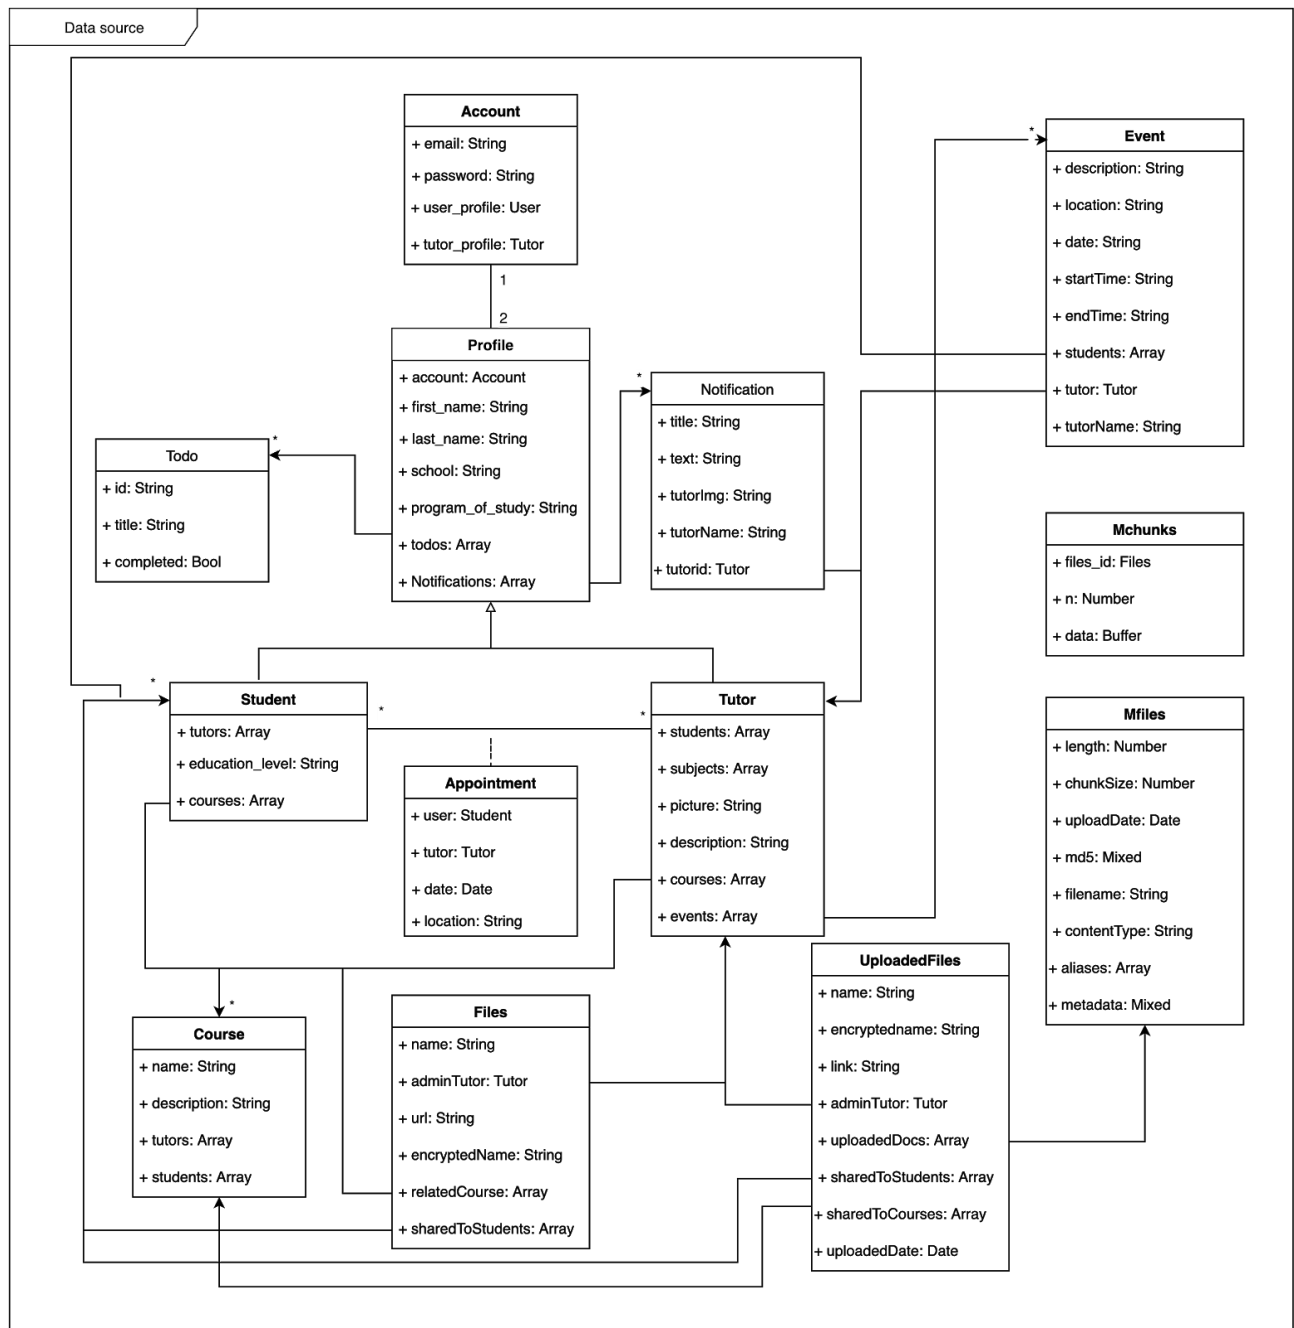 Data source
Account
+ email: String
+ password: String
+ user_profile: User
+ tutor_profile: Tutor
1
2
Profile
+ account: Account
+ first_name: String
+ last_name: String
+ school: String
+ program_of_study: String
+ todos: Array
+ Notifications: Array
*
Todo
+ id: String
+ title: String
+ completed: Bool
*
Notification
+ title: String
+ text: String
+ tutorImg: String
+ tutorName: String
+ tutorid: Tutor
*
Event
+ description: String
+ location: String
+ date: String
+ startTime: String
+ endTime: String
+ students: Array
+ tutor: Tutor
+ tutorName: String
Mchunks
+ files_id: Files
+ n: Number
+ data: Buffer
*
Student
+ tutors: Array
+ education_level: String
+ courses: Array
*
*
Tutor
+ students: Array
+ subjects: Array
+ picture: String
+ description: String
+ courses: Array
+ events: Array
Appointment
+ user: Student
+ tutor: Tutor
+ date: Date
+ location: String
Mfiles
+ length: Number
+ chunkSize: Number
+ uploadDate: Date
+ md5: Mixed
+ filename: String
+ contentType: String
+ aliases: Array
+ metadata: Mixed
*
Course
+ name: String
+ description: String
+ tutors: Array
+ students: Array
Files
+ name: String
+ adminTutor: Tutor
+ url: String
+ encryptedName: String
+ relatedCourse: Array
+ sharedToStudents: Array
UploadedFiles
+ name: String
+ encryptedname: String
+ link: String
+ adminTutor: Tutor
+ uploadedDocs: Array
+ sharedToStudents: Array
+ sharedToCourses: Array
+ uploadedDate: Date